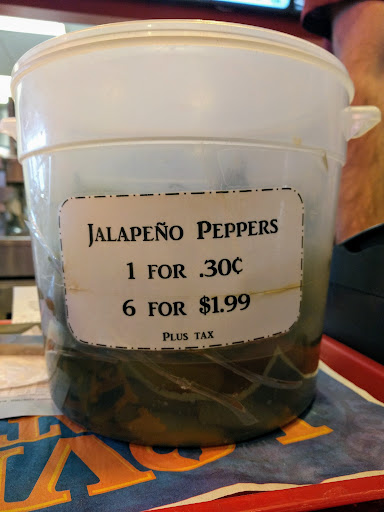 JALAPEÑO PEPPERS
1 FOR .30¢
6 FOR $1.99
PLUS TAX